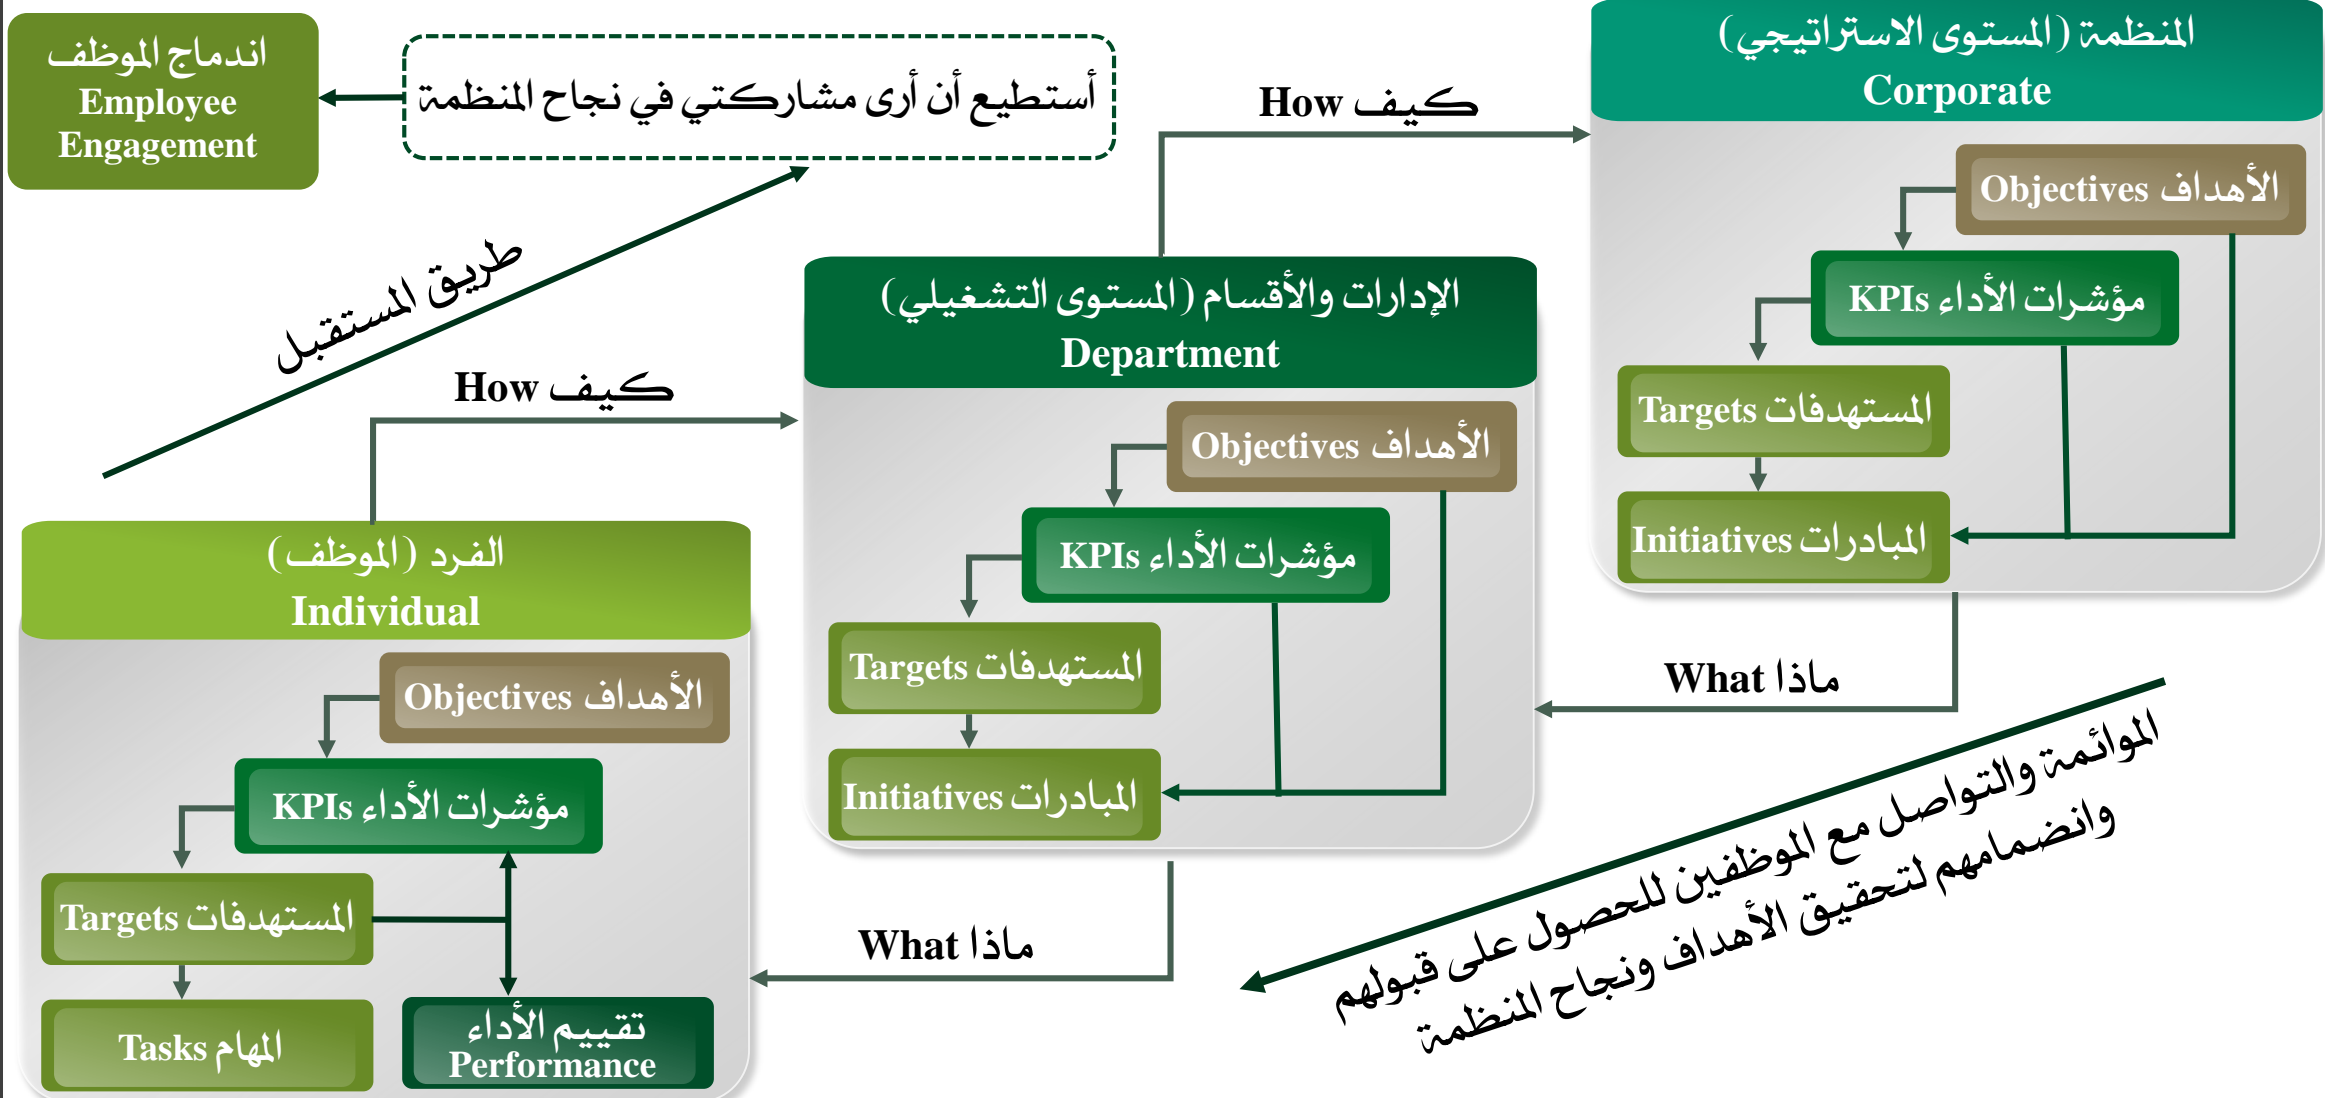 المنظمة (المستوى الاستراتيجي)
Corporate
الأهداف Objectives
مؤشرات الأداء KPIs
المستهدفات Targets
المبادرات Initiatives
كيف How
أستطيع أن أرى مشاركتي في نجاح المنظمة
اندماج الموظف
Employee
Engagement
طريق المستقبل
الإدارات والأقسام (المستوى التشغيلي)
Department
الأهداف Objectives
مؤشرات الأداء KPIs
المستهدفات Targets
المبادرات Initiatives
ماذا What
كيف How
الفرد (الموظف)
Individual
الأهداف Objectives
مؤشرات الأداء KPIs
المستهدفات Targets
المهام Tasks
تقييم الأداء
Performance
ماذا What
الموائمة والتواصل مع الموظفين للحصول على قبولهم
وانضمامهم لتحقيق الأهداف ونجاح المنظمة